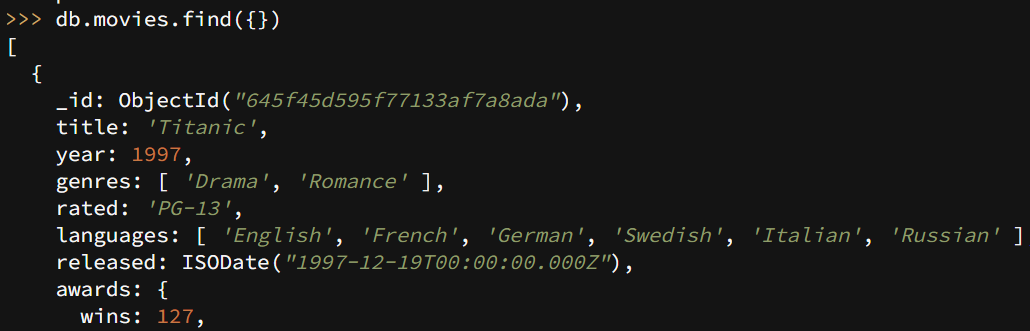 >>> db.movies.find({})
[
  {
    _id: ObjectId("645f45d595f77133af7a8ada"),
    title: 'Titanic',
    year: 1997,
    genres: [ 'Drama', 'Romance' ],
    rated: 'PG-13',
    languages: [ 'English', 'French', 'German', 'Swedish', 'Italian', 'Russian' ]
    released: ISODate("1997-12-19T00:00:00.000Z"),
    awards: {
      wins: 127,